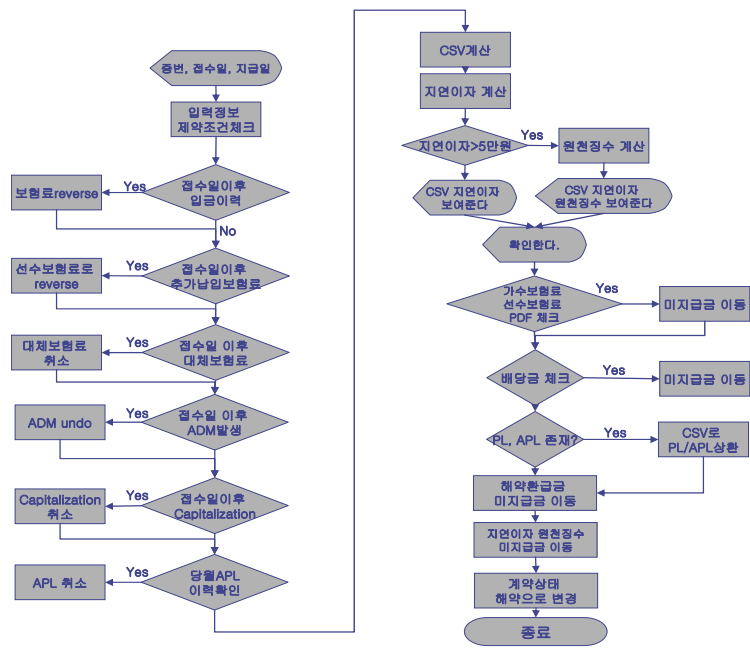 증번, 접수일, 지급일
입력정보
제약조건체크
접수일이후
입금이력
Yes
보험료reverse
No
접수일이후
추가납입보험료
Yes
선수보험료로
reverse
접수일 이후
대체보험료
Yes
대체보험료
취소
접수일 이후
ADM발생
Yes
ADM undo
접수일이후
Capitalization
Yes
Capitalization
취소
당월APL
이력확인
Yes
APL 취소
CSV계산
지연이자 계산
지연이자>5만원
Yes
원천징수 계산
CSV 지연이자
보여준다
CSV 지연이자
원천징수 보여준다
확인한다.
가수보험료
선수보험료
PDF 체크
Yes
미지급금 이동
배당금 체크
Yes
미지급금 이동
PL, APL 존재?
Yes
CSV로
PL/APL상환
해약환급금
미지급금 이동
지연이자 원천징수
미지급금 이동
계약상태
해약으로 변경
종료